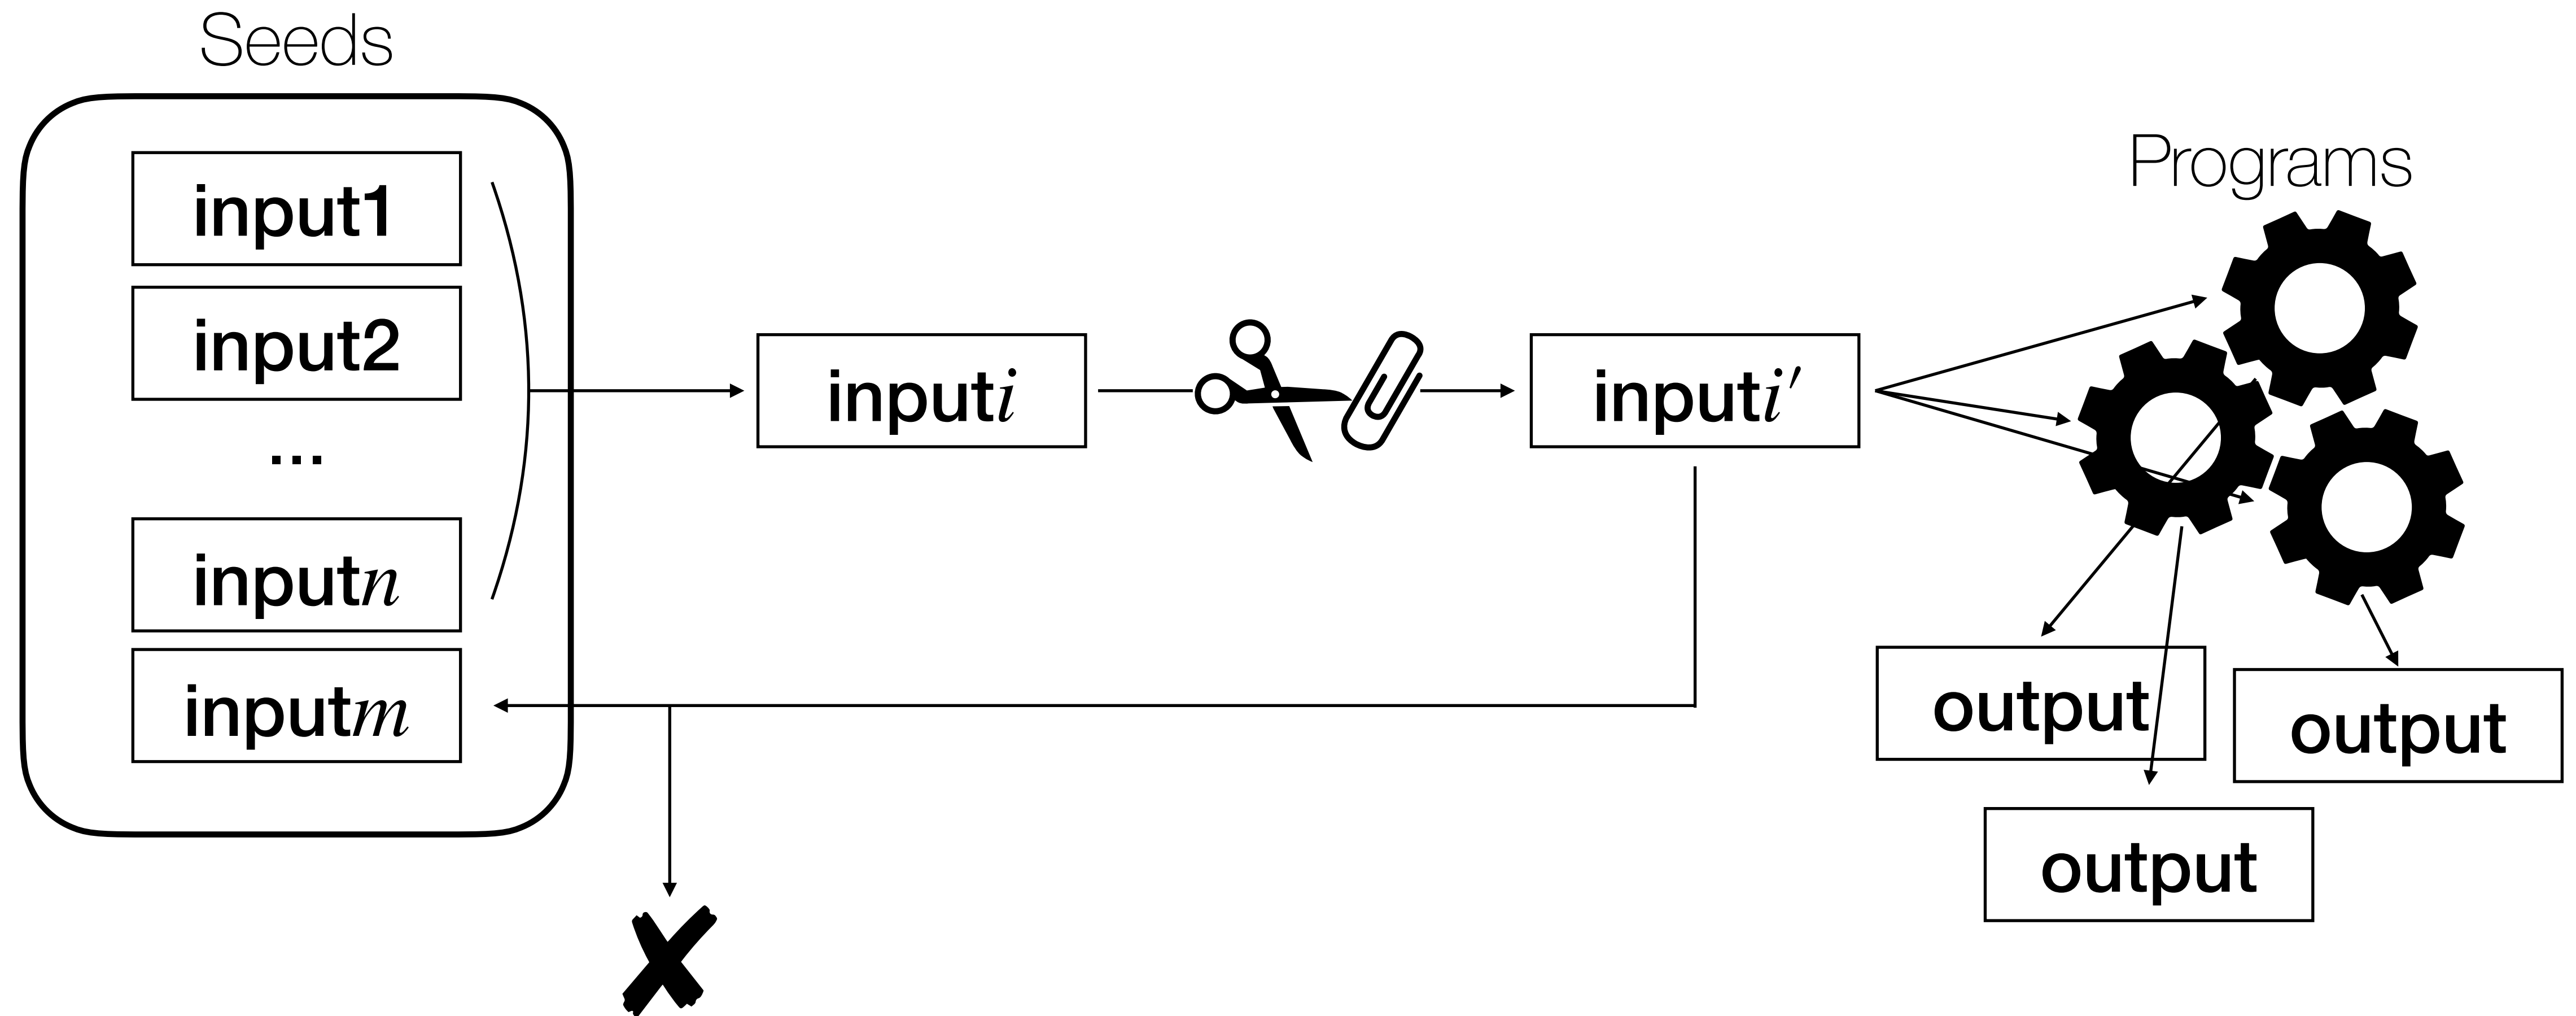 Seeds
input1
input2
...
inputn
inputm
inputi
inputi′
Programs
output
output
output